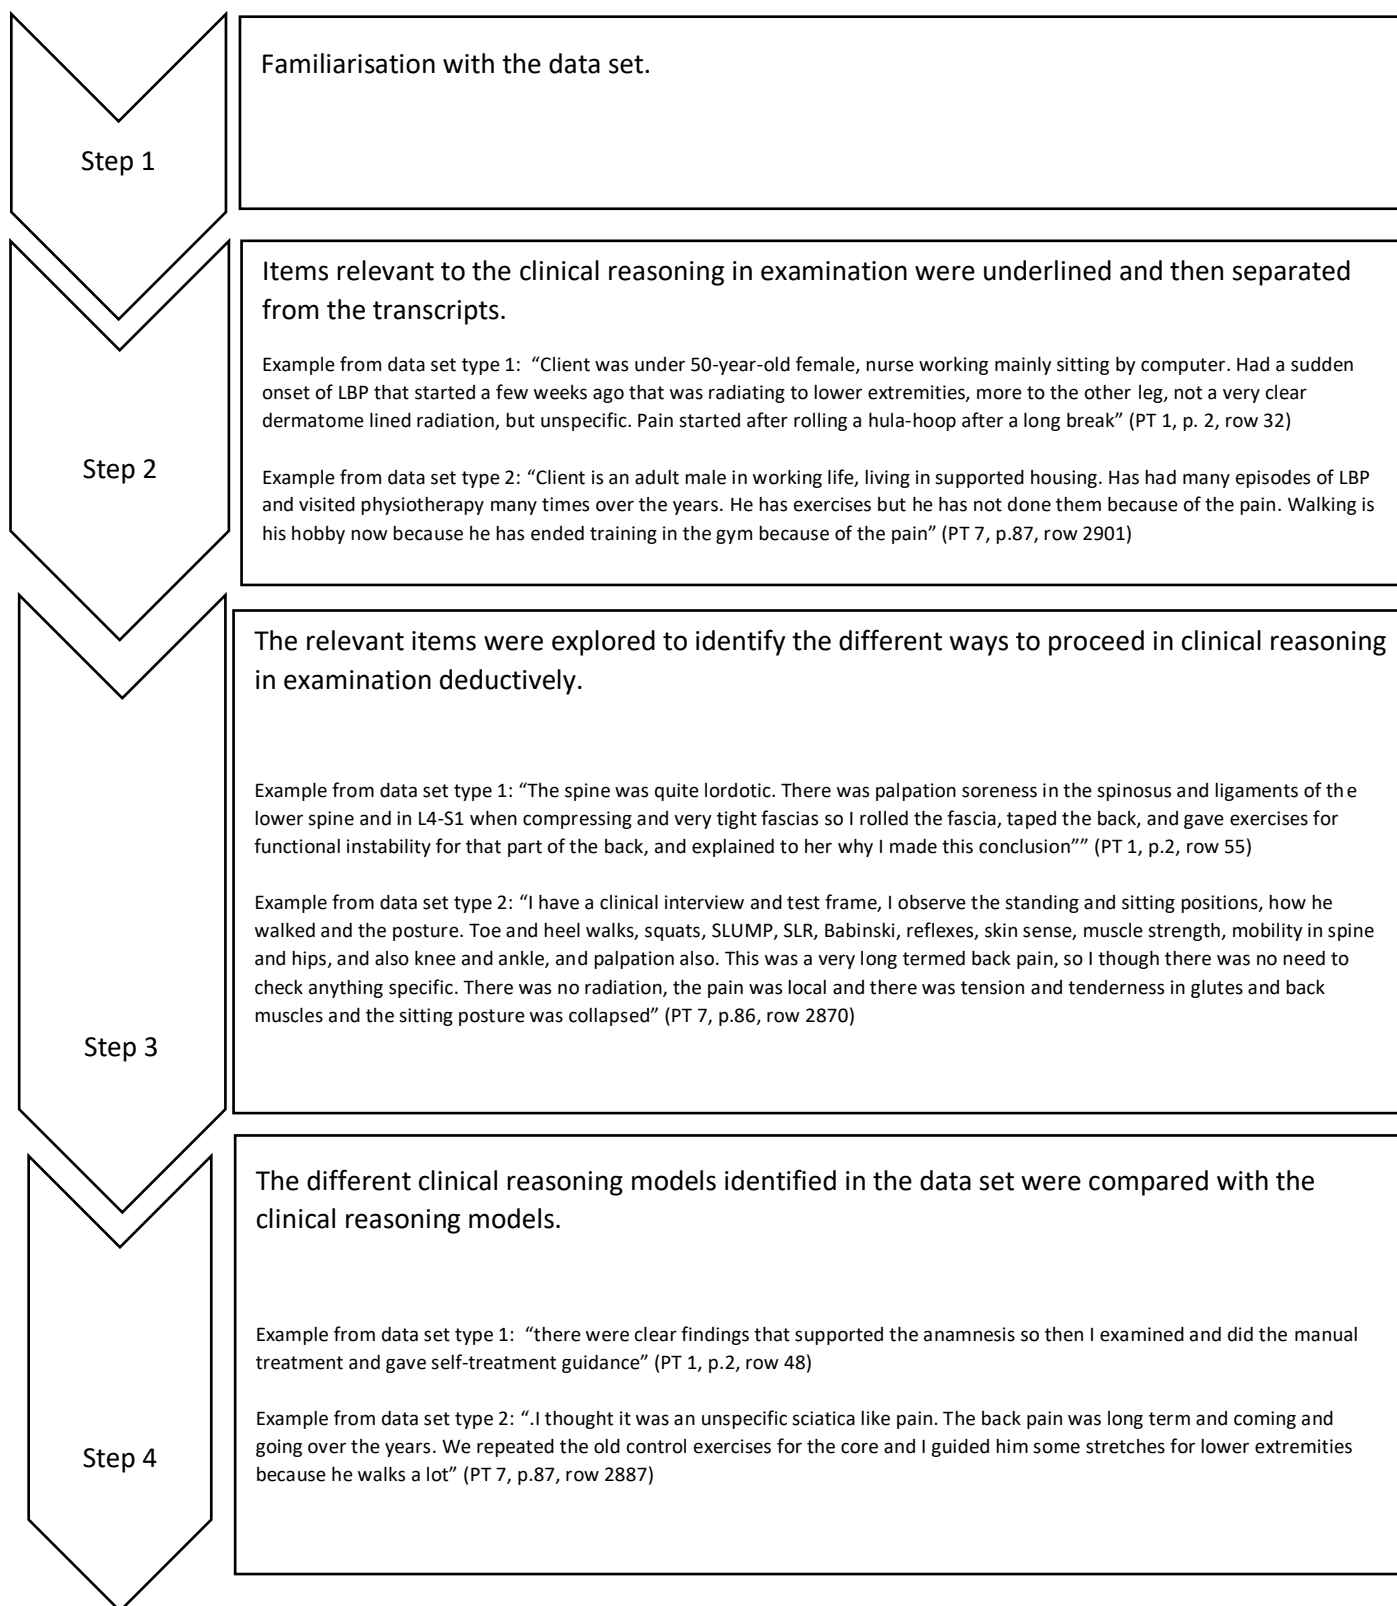 Familiarisation with the data set.
Step 1
Items relevant to the clinical reasoning in examination were underlined and then separated
from the transcripts.
Example from data set type 1:  “Client was under 50-year-old female, nurse working mainly sitting by computer. Had a sudden
onset of LBP that started a few weeks ago that was radiating to lower extremities, more to the other leg, not a very clear
dermatome lined radiation, but unspecific. Pain started after rolling a hula-hoop after a long break” (PT 1, p. 2, row 32)
Step 2
Example from data set type 2: “Client is an adult male in working life, living in supported housing. Has had many episodes of LBP
and visited physiotherapy many times over the years. He has exercises but he has not done them because of the pain. Walking is
his hobby now because he has ended training in the gym because of the pain” (PT 7, p.87, row 2901)
The relevant items were explored to identify the different ways to proceed in clinical reasoning
in examination deductively.
Example from data set type 1: “The spine was quite lordotic. There was palpation soreness in the spinosus and ligaments of the
lower spine and in L4-S1 when compressing and very tight fascias so I rolled the fascia, taped the back, and gave exercises for
functional instability for that part of the back, and explained to her why I made this conclusion”” (PT 1, p.2, row 55)
Example from data set type 2: “I have a clinical interview and test frame, I observe the standing and sitting positions, how he
walked and the posture. Toe and heel walks, squats, SLUMP, SLR, Babinski, reflexes, skin sense, muscle strength, mobility in spine
and hips, and also knee and ankle, and palpation also. This was a very long termed back pain, so I though there was no need to
check anything specific. There was no radiation, the pain was local and there was tension and tenderness in glutes and back
muscles and the sitting posture was collapsed” (PT 7, p.86, row 2870)
Step 3
The different clinical reasoning models identified in the data set were compared with the
clinical reasoning models.
Example from data set type 1:  “there were clear findings that supported the anamnesis so then I examined and did the manual
treatment and gave self-treatment guidance” (PT 1, p.2, row 48)
Example from data set type 2: “.I thought it was an unspecific sciatica like pain. The back pain was long term and coming and
going over the years. We repeated the old control exercises for the core and I guided him some stretches for lower extremities
because he walks a lot” (PT 7, p.87, row 2887)
Step 4